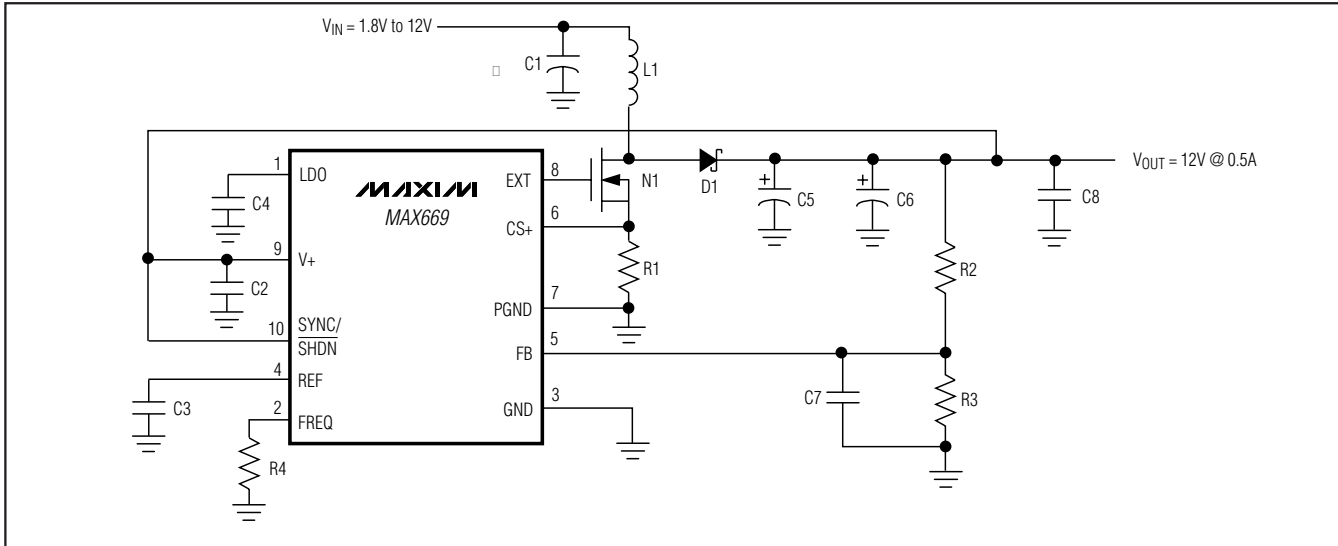 VIN = 1.8V to 12V
C1
L1
1
LDO
MAXIM
MAX669
EXT
8
N1
D1
C5
C6
C8
VOUT = 12V @ 0.5A
C4
CS+
6
R1
R2
9
V+
C2
PGND
7
10
SYNC/
SHDN
FB
5
4
REF
C3
C7
R3
2
FREQ
GND
3
R4
+
+